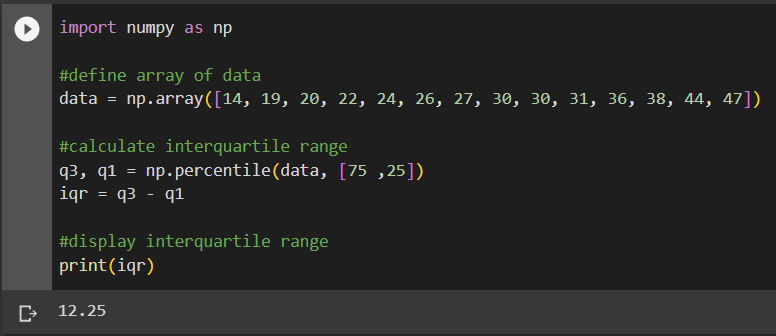 import numpy as np
#define array of data
data = np.array([14, 19, 20, 22, 24, 26, 27, 30, 30, 31, 36, 38, 44, 47])
#calculate interquartile range
q3, q1 = np.percentile(data, [75 ,25])
iqr = q3 - q1
#display interquartile range
print(iqr)
12.25